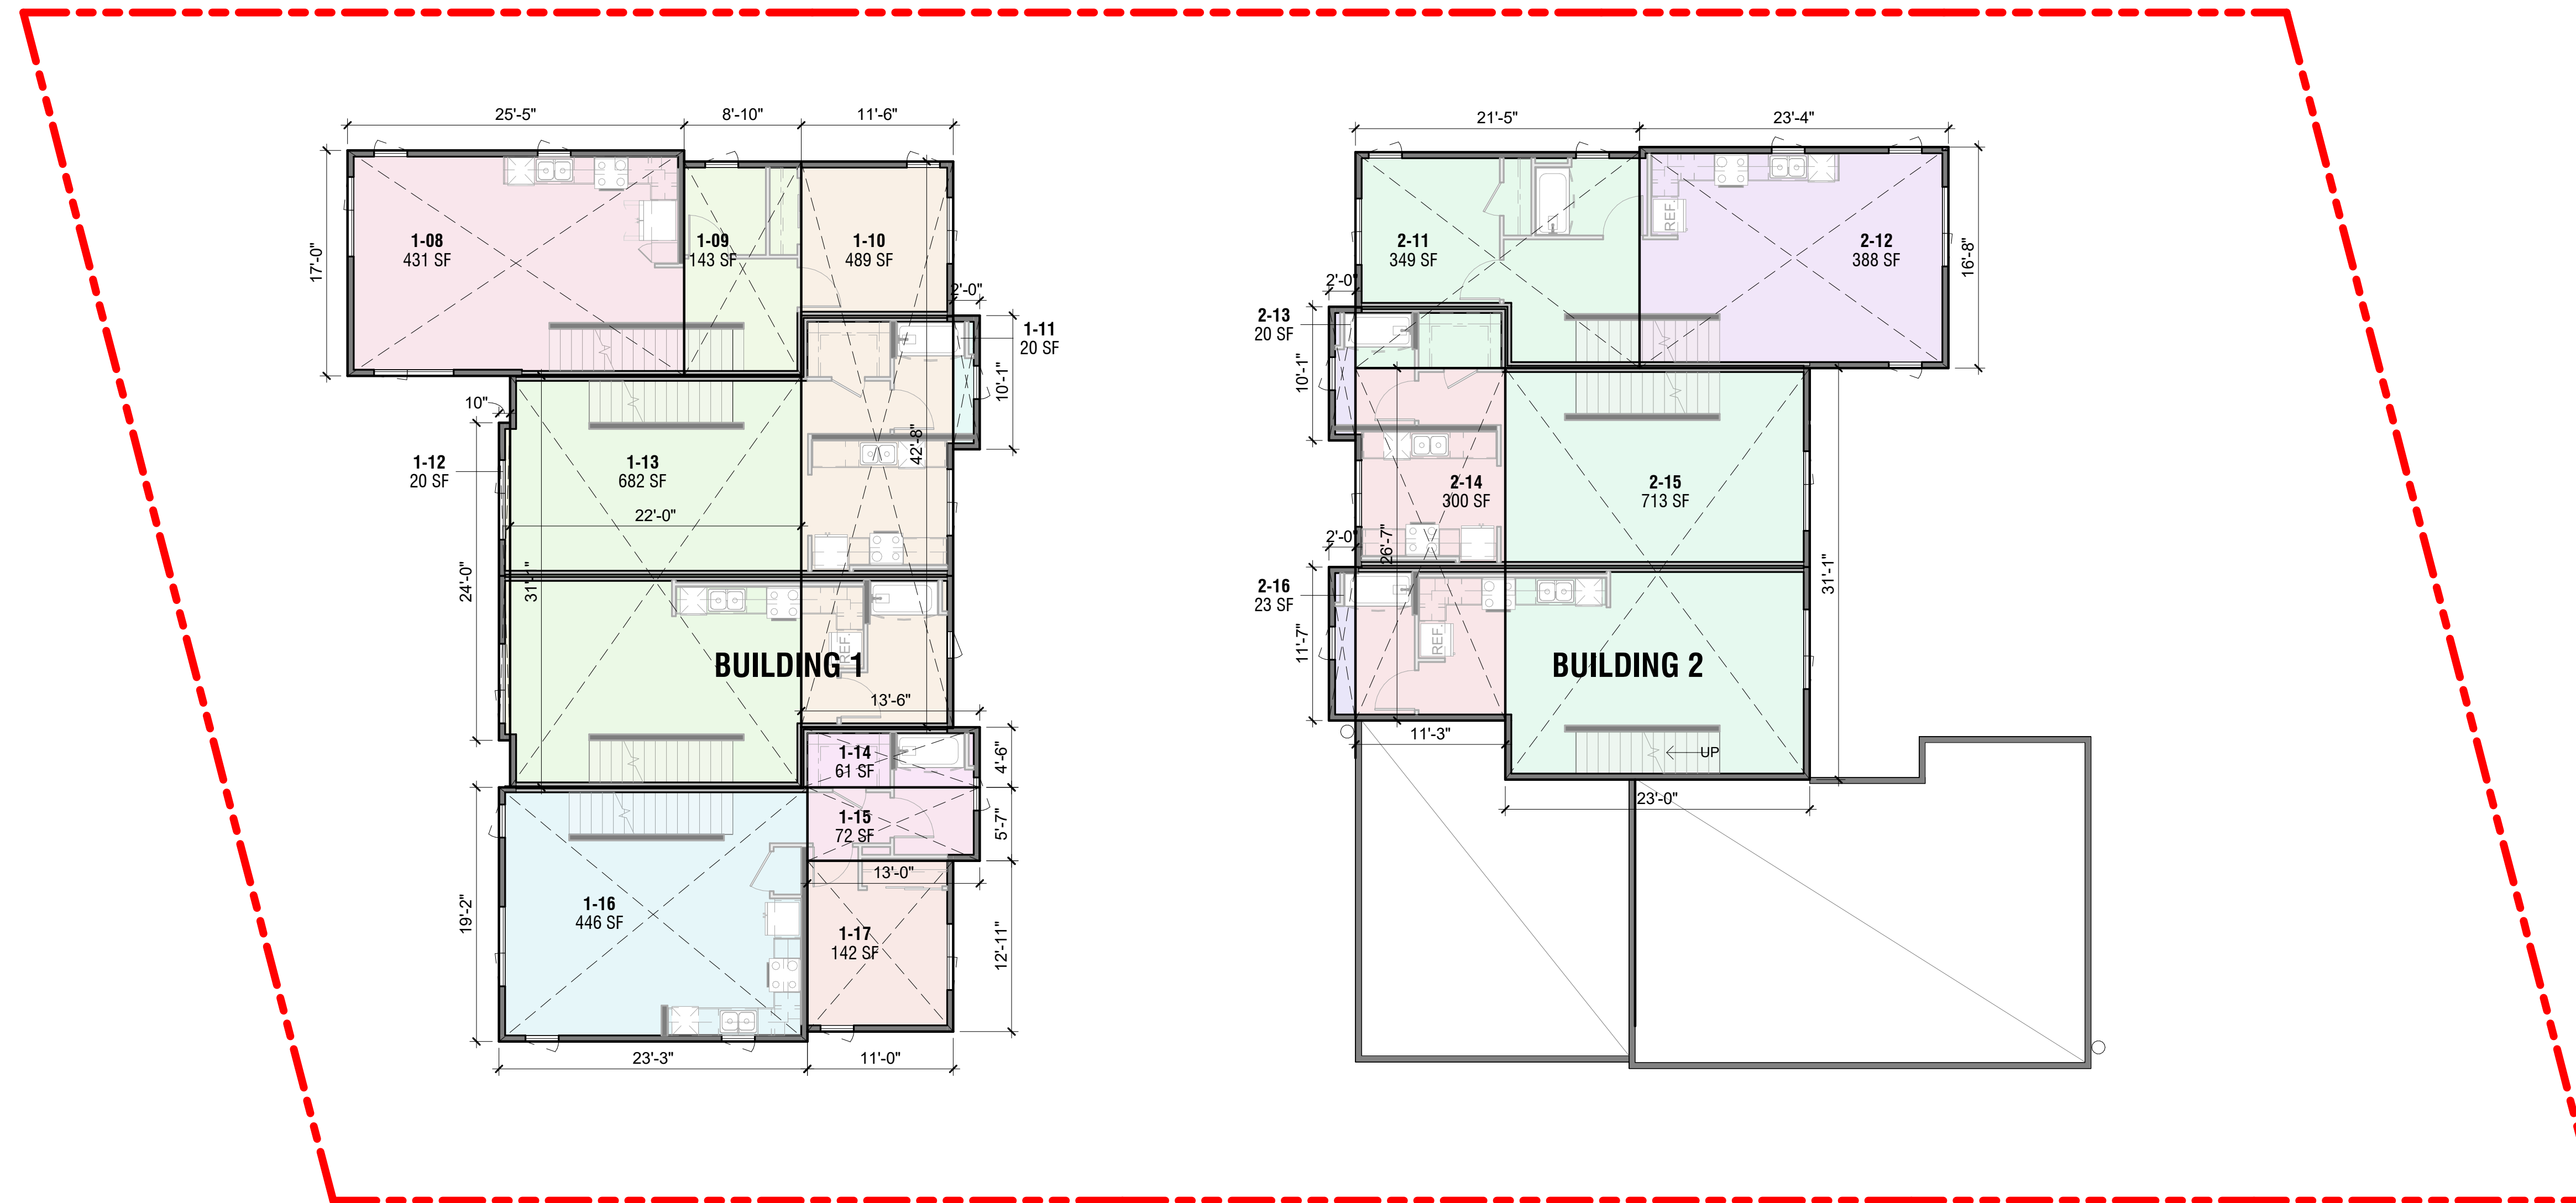 25'-5"
8'-10"
11'-6"
21'-5"
23'-4"
17'-0"
1-08
431 SF
1-09
143 SF
1-10
489 SF
2'-0"
1-11
20 SF
10'-1"
10"
1-12
20 SF
1-13
682 SF
42'-8"
22'-0"
24'-0"
31'-1"
REF.
BUILDING 1
13'-6"
1-14
61 SF
4'-6"
1-15
72 SF
5'-7"
13'-0"
19'-2"
1-16
446 SF
1-17
142 SF
12'-11"
23'-3"
11'-0"
2-11
349 SF
REF.
2-12
388 SF
16'-8"
2'-0"
2-13
20 SF
10'-1"
2-14
300 SF
2-15
713 SF
26'-7"
2'-0"
2-16
23 SF
31'-1"
11'-7"
REF.
BUILDING 2
11'-3"
UP
23'-0"